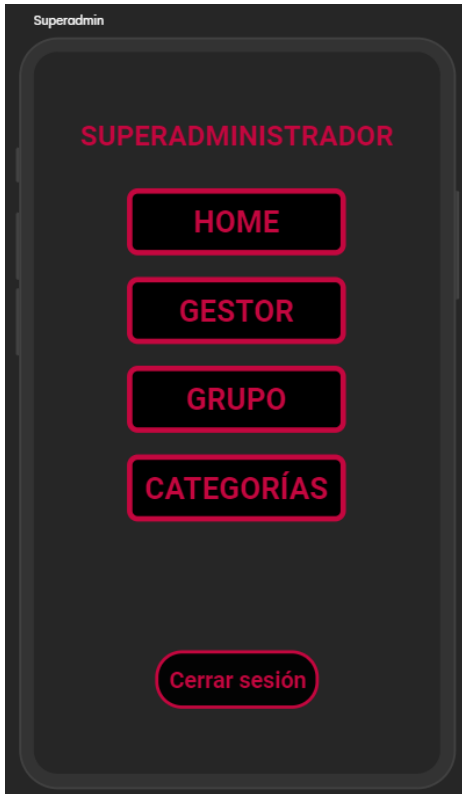 Superadmin
SUPERADMINISTRADOR
HOME
GESTOR
GRUPO
CATEGORÍAS
Cerrar sesión